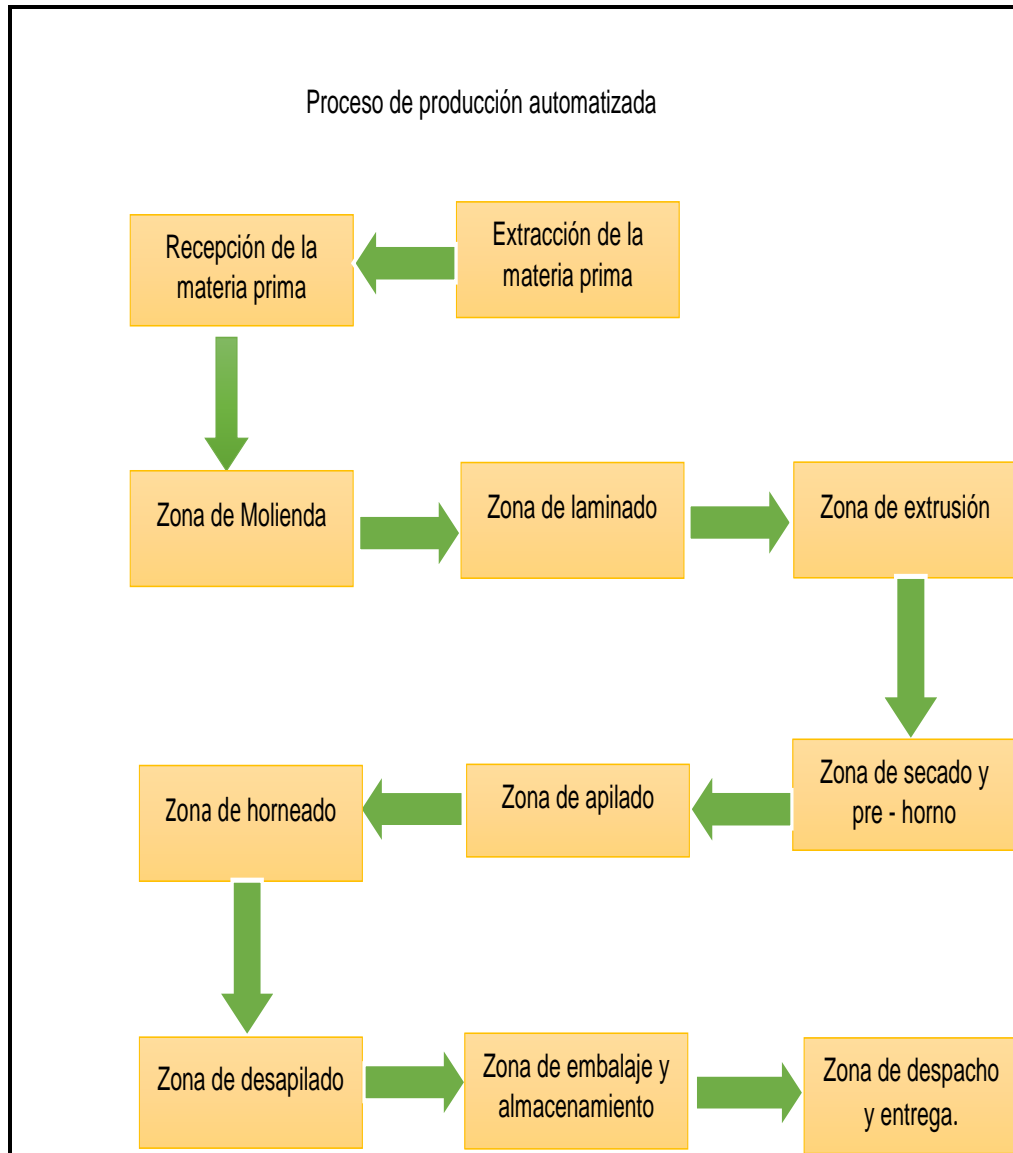 Proceso de producción automatizada
Extracción de la
materia prima
Recepción de la
materia prima
Zona de Molienda
Zona de laminado
Zona de extrusión
Zona de secado y
pre - horno
Zona de apilado
Zona de horneado
Zona de desapilado
Zona de embalaje y
almacenamiento
Zona de despacho
y entrega.